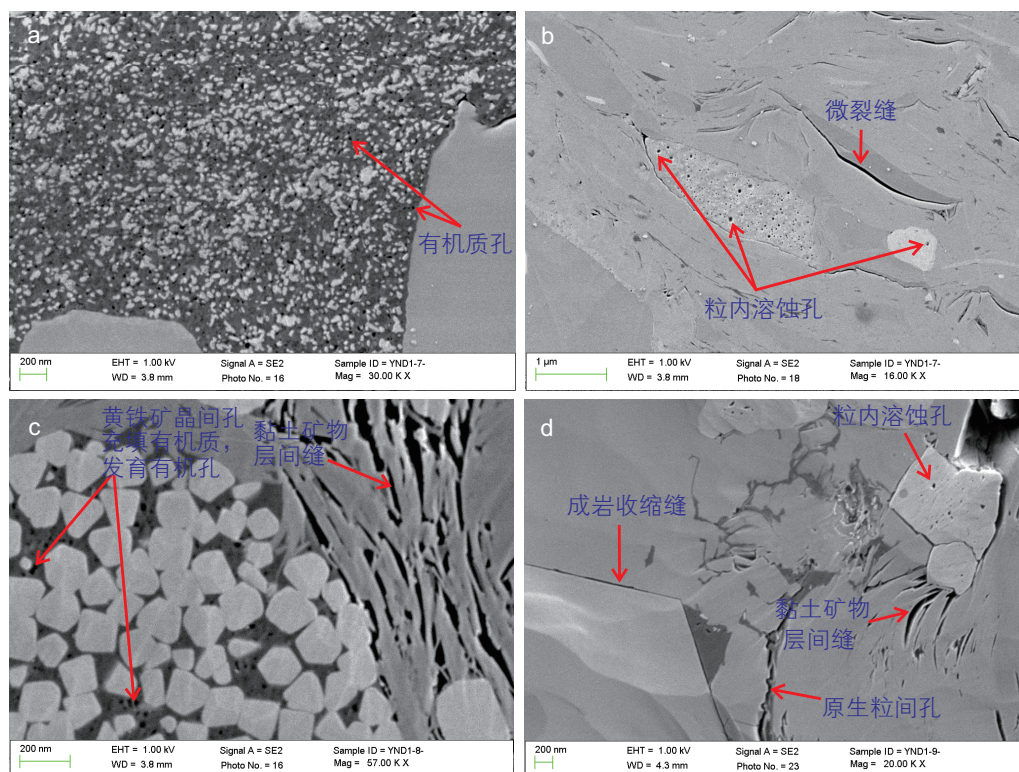 a
有机质孔
200 nm
EHT = 1.00 kV
Signal A = SE2
Sample ID = YND1-7-
WD = 3.8 mm
Photo No. = 16
Mag = 30.00 K X
b
微裂缝
粒内溶蚀孔
1 μm
EHT = 1.00 kV
Signal A = SE2
Sample ID = YND1-7-
WD = 3.8 mm
Photo No. = 18
Mag = 16.00 K X
c
黄铁矿晶间孔
充填有机质，
发育有机孔
黏土矿物
层间缝
200 nm
EHT = 1.00 kV
Signal A = SE2
Sample ID = YND1-8-
WD = 3.8 mm
Photo No. = 16
Mag = 57.00 K X
d
粒内溶蚀孔
成岩收缩缝
黏土矿物
层间缝
原生粒间孔
200 nm
EHT = 1.00 kV
Signal A = SE2
Sample ID = YND1-9-
WD = 4.3 mm
Photo No. = 23
Mag = 20.00 K X